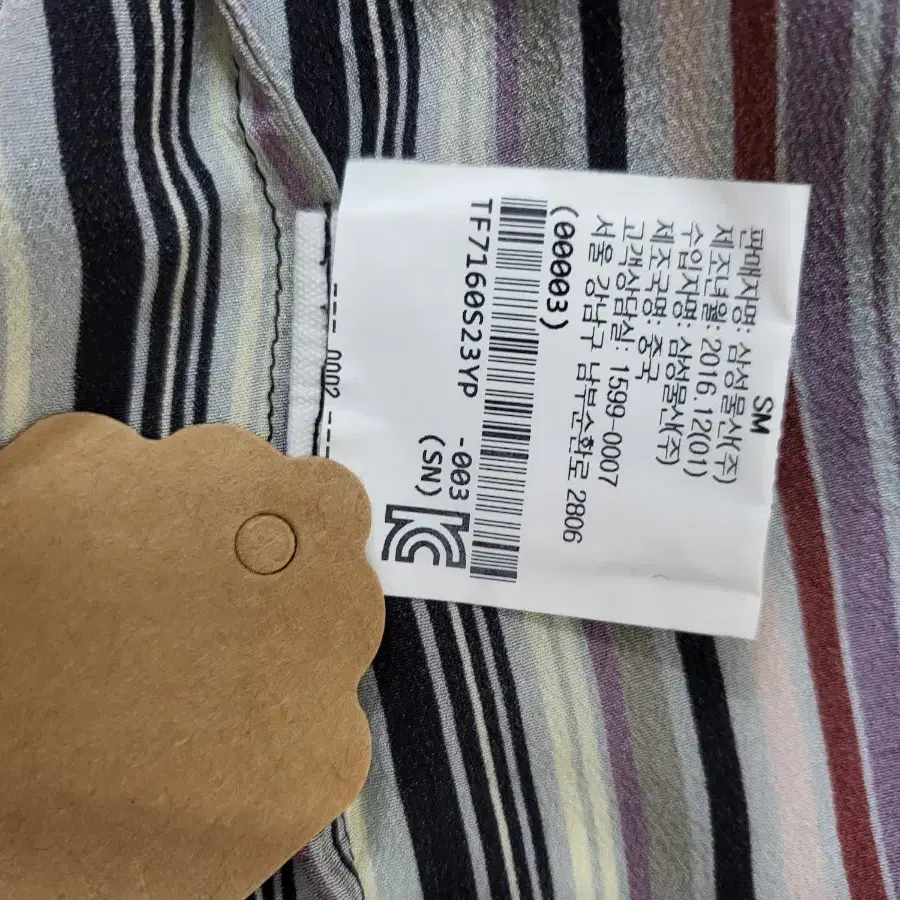 SM
판매자명: 삼성물산(주)
제조년월: 2016.12(01)
수입자명: 삼성물산(주)
제조국명: 중국
고객상담실: 1599-0007
서울 강남구 남부순환로 2806
(00003)
TF7160S23YP -003
(SN)
KC
--- 0002 ---